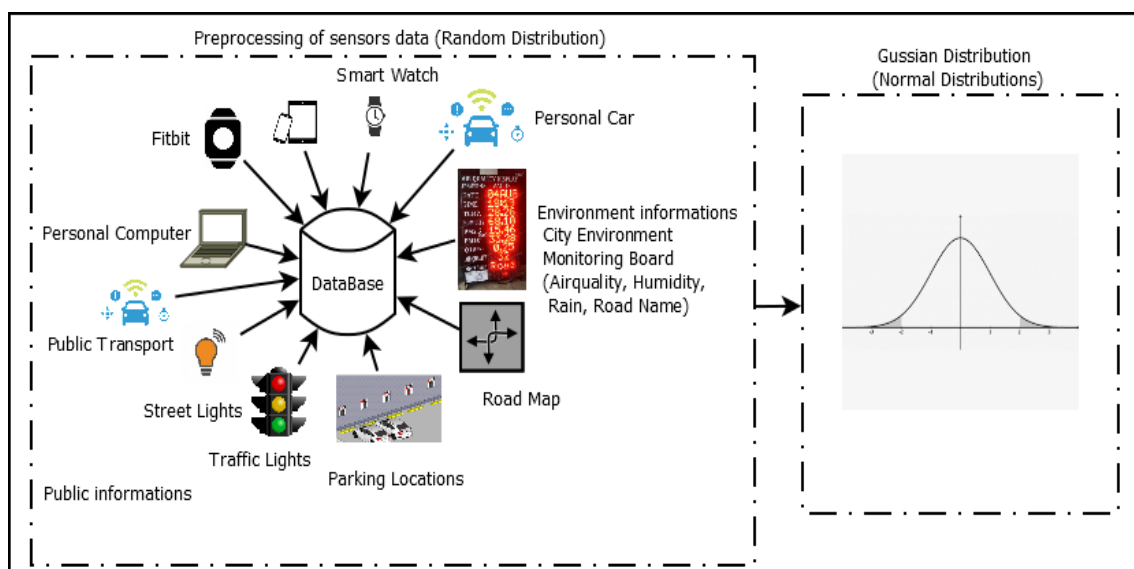 Preprocessing of sensors data (Random Distribution)
Gussian Distribution
(Normal Distributions)
Smart Watch
Fitbit
Personal Car
Personal Computer
Environment informations
City Environment
Monitoring Board
(Airquality, Humidity,
Rain, Road Name)
DataBase
Public Transport
Street Lights
Road Map
Traffic Lights
Parking Locations
Public informations